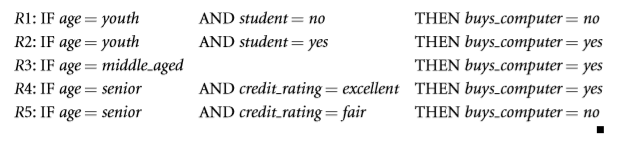 R1: IF age = youth AND student = no THEN buys_computer = no
R2: IF age = youth AND student = yes THEN buys_computer = yes
R3: IF age = middle_aged THEN buys_computer = yes
R4: IF age = senior AND credit_rating = excellent THEN buys_computer = yes
R5: IF age = senior AND credit_rating = fair THEN buys_computer = no